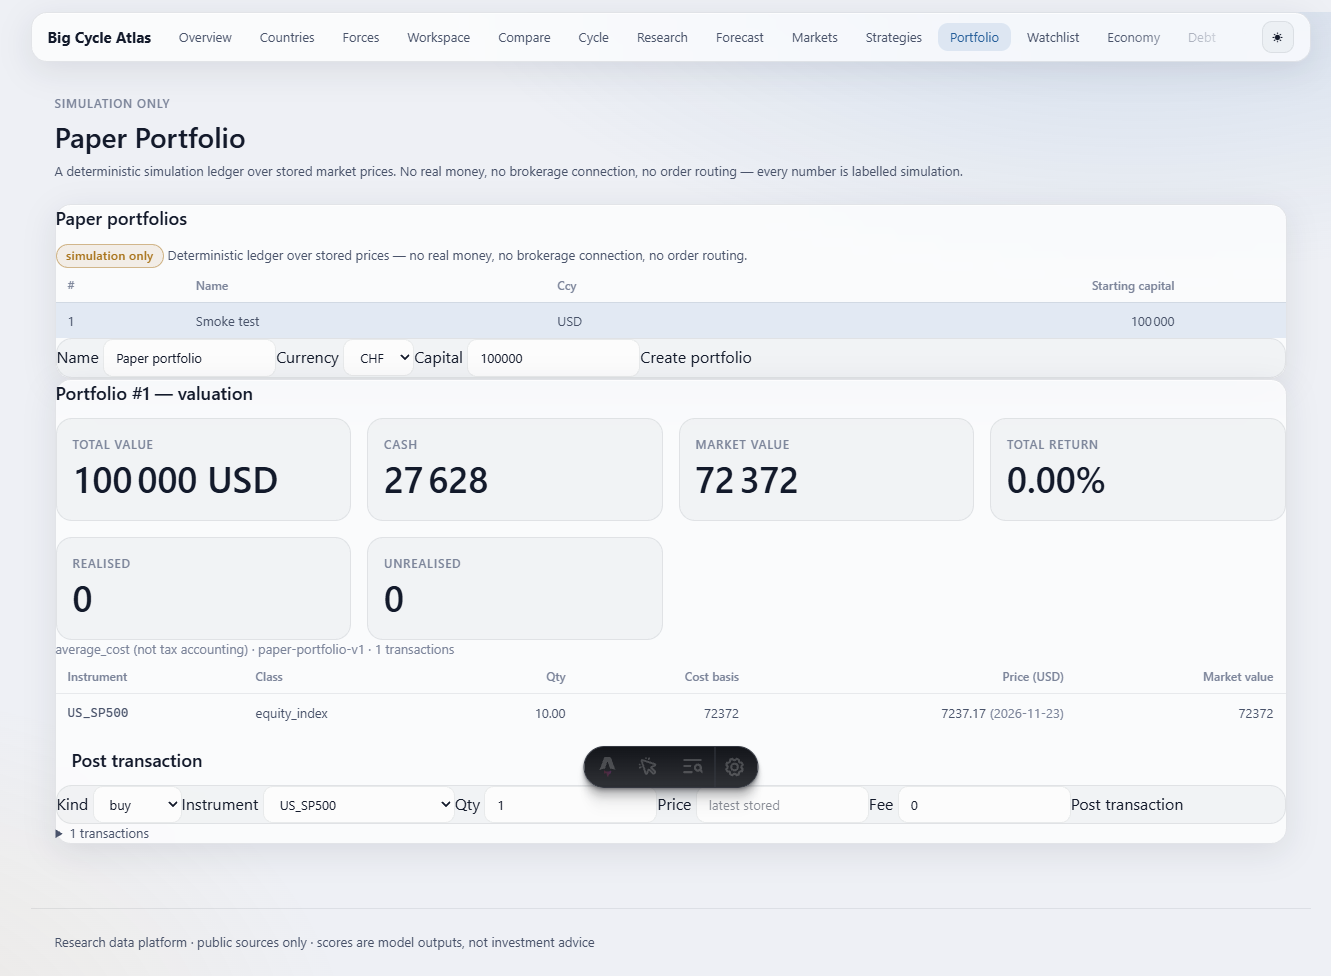 Big Cycle Atlas Overview Countries Forces Workspace Compare Cycle Research Forecast Markets Strategies Portfolio Watchlist Economy Debt
SIMULATION ONLY
Paper Portfolio
A deterministic simulation ledger over stored market prices. No real money, no brokerage connection, no order routing — every number is labelled simulation.
Paper portfolios
simulation only Deterministic ledger over stored prices — no real money, no brokerage connection, no order routing.
# Name Ccy Starting capital
1 Smoke test USD 100 000
Name Paper portfolio Currency CHF Capital 100000 Create portfolio
Portfolio #1 — valuation
TOTAL VALUE CASH MARKET VALUE TOTAL RETURN
100 000 USD 27 628 72 372 0.00%
REALISED UNREALISED
0 0
average_cost (not tax accounting) · paper-portfolio-v1 · 1 transactions
Instrument Class Qty Cost basis Price (USD) Market value
US_SP500 equity_index 10.00 72372 7237.17 (2026-11-23) 72372
Post transaction
Kind buy Instrument US_SP500 Qty 1 Price latest stored Fee 0 Post transaction
1 transactions
Research data platform · public sources only · scores are model outputs, not investment advice